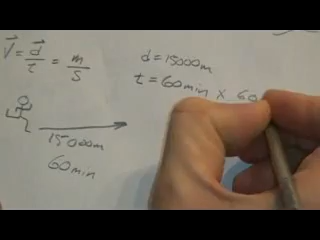 V⃗ = d⃗/t = m/s
d = 15000m
t = 60min x 60
15000m
60min